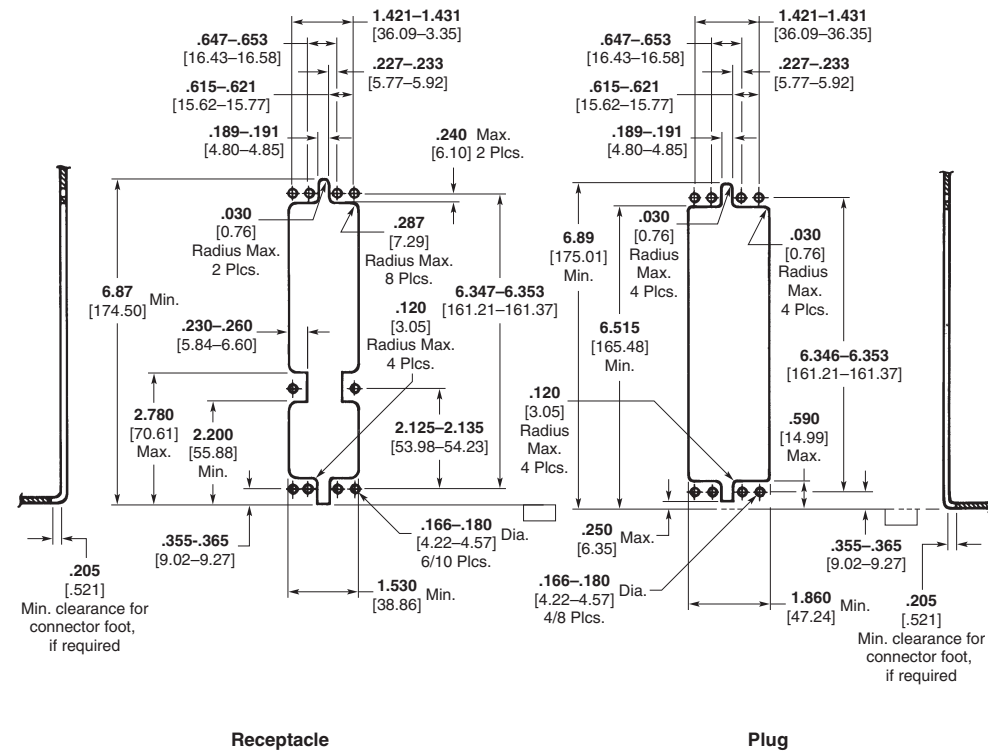 1.421–1.431
[36.09–3.35]
.647–.653
[16.43–16.58]
.227–.233
[5.77–5.92]
.615–.621
[15.62–15.77]
.189–.191
[4.80–4.85]
.240 Max.
[6.10] 2 Plcs.
.030
[0.76]
Radius Max.
2 Plcs.
.287
[7.29]
Radius Max.
8 Plcs.
6.87
[174.50] Min.
6.347–6.353
[161.21–161.37]
.120
[3.05]
Radius Max.
4 Plcs.
.230–.260
[5.84–6.60]
2.780
[70.61]
Max.
2.200
[55.88]
Min.
2.125–2.135
[53.98–54.23]
.355-.365
[9.02–9.27]
.166–.180 Dia.
[4.22–4.57]
6/10 Plcs.
1.530
[38.86] Min.
.205
[.521]
Min. clearance for
connector foot,
if required
Receptacle
1.421–1.431
[36.09–36.35]
.647–.653
[16.43–16.58]
.227–.233
[5.77–5.92]
.615–.621
[15.62–15.77]
.189–.191
[4.80–4.85]
.030
[0.76]
Radius
Max.
4 Plcs.
.030
[0.76]
Radius
Max.
4 Plcs.
6.89
[175.01]
Min.
6.515
[165.48]
Min.
6.346–6.353
[161.21–161.37]
.120
[3.05]
Radius
Max.
4 Plcs.
.590
[14.99]
Max.
.250
[6.35] Max.
.355–.365
[9.02–9.27]
.166–.180
[4.22–4.57] Dia.
4/8 Plcs.
1.860
[47.24] Min.
.205
[.521]
Min. clearance for
connector foot,
if required
Plug